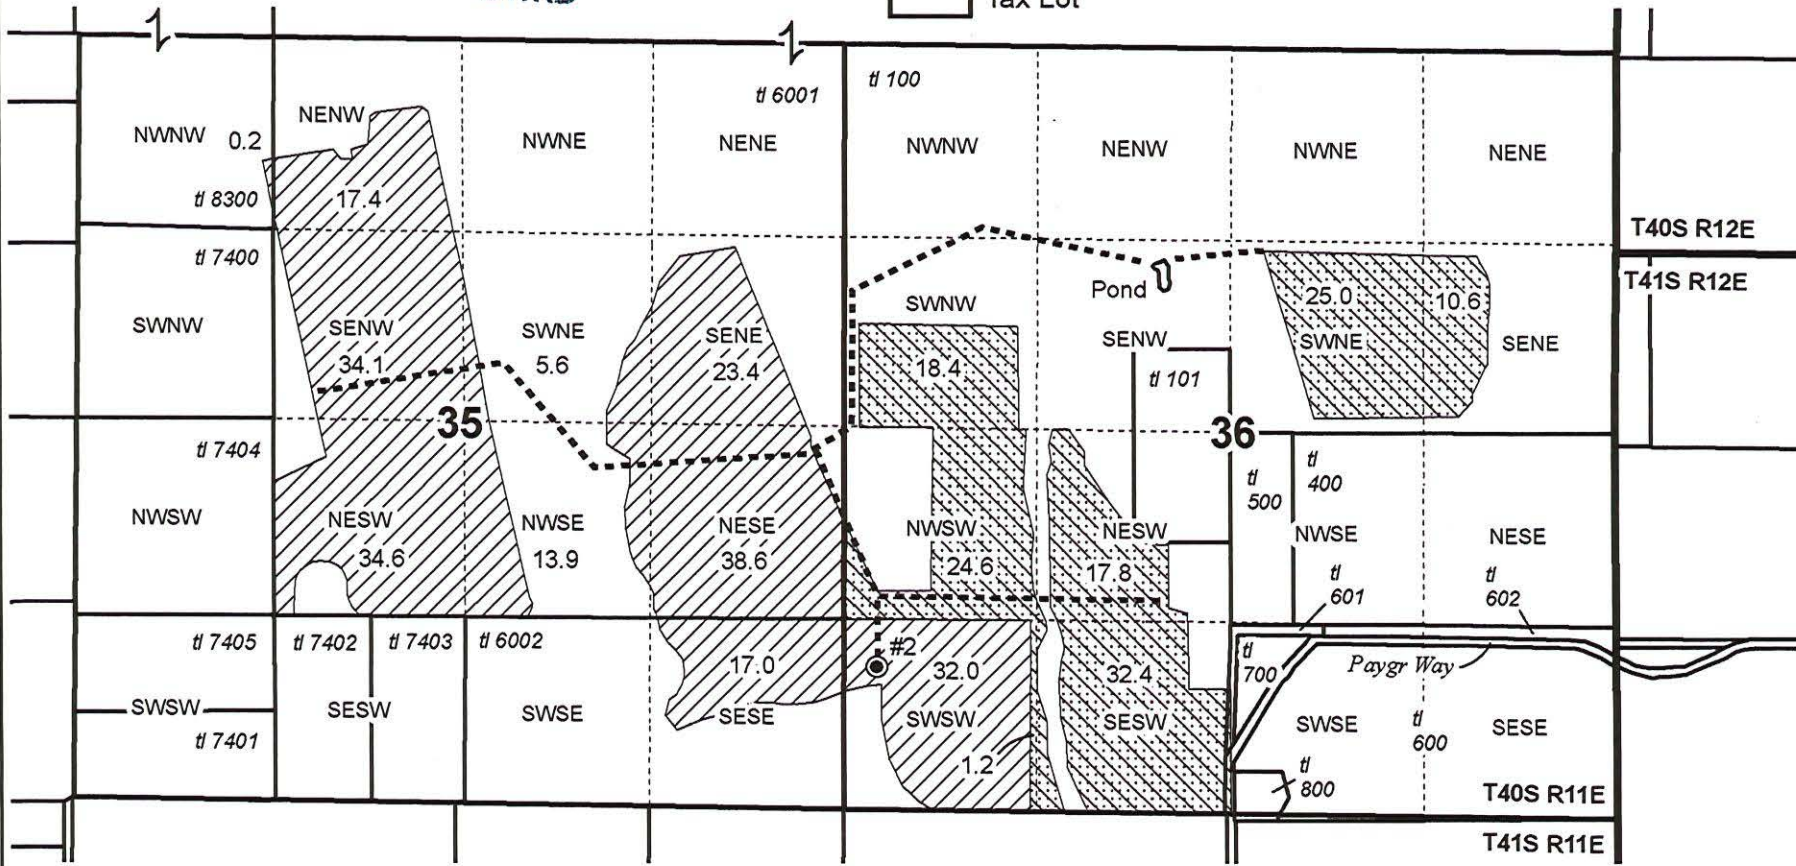 Tax Lot
tl 6001
tl 100
NWNW
0.2
NENW
NWNE
NENE
NWNW
NENW
NWNE
NENE
tl 8300
17.4
T40S R12E
tl 7400
T41S R12E
Pond
25.0
10.6
SWNW
SENW
34.1
SWNE
5.6
SENE
23.4
SWNW
18.4
SENW
tl 101
SWNE
SENE
35
36
tl 7404
tl
500
tl
400
NWSW
NESW
34.6
NWSE
13.9
NESE
38.6
NWSW
24.6
NESW
17.8
NWSE
NESE
tl
601
tl
602
tl 7405
tl 7402
tl 7403
tl 6002
17.0
#2
32.0
32.4
tl
700
Paygr Way
SWSW
SESW
SWSE
SESE
SWSW
SESW
SWSE
tl
600
SESE
tl 7401
1.2
tl
800
T40S R11E
T41S R11E